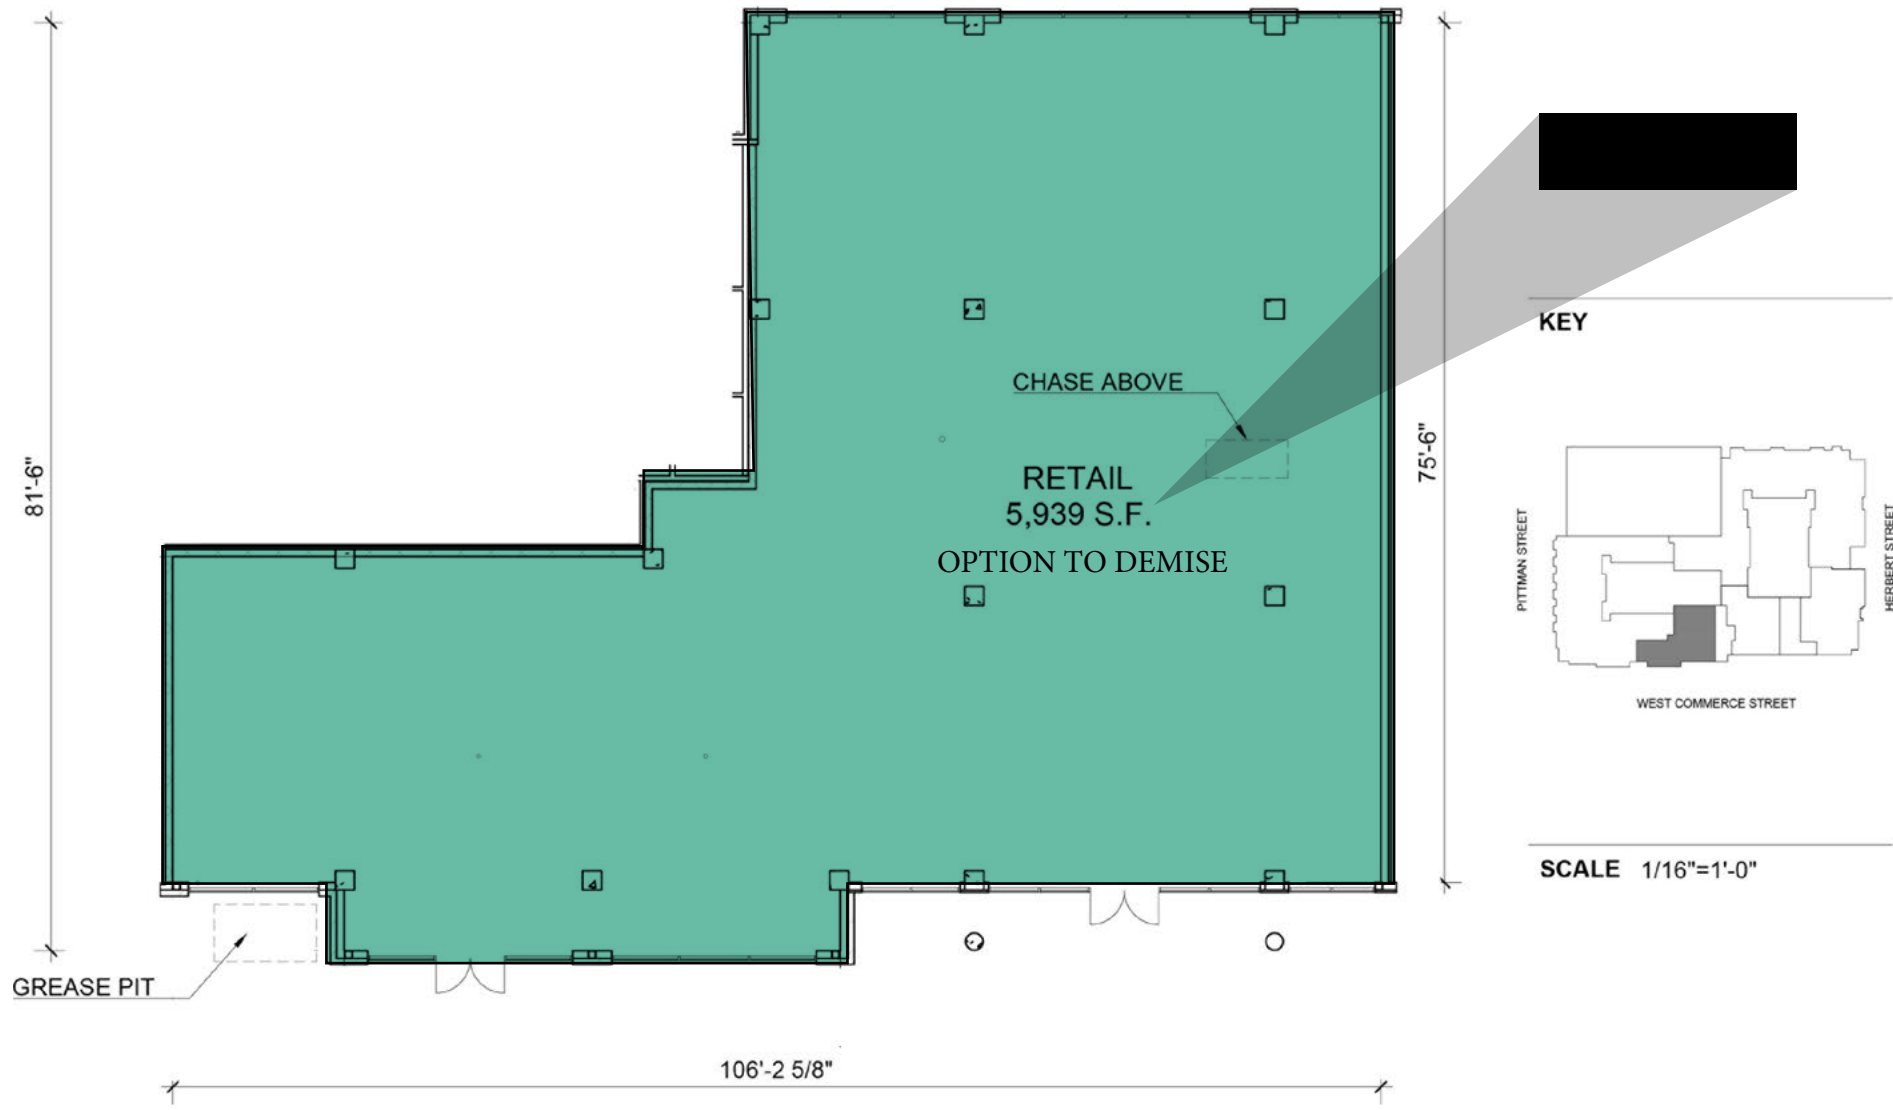 81'-6"
CHASE ABOVE
RETAIL
5,939 S.F.
OPTION TO DEMISE
75'-6"
GREASE PIT
106'-2 5/8"
KEY
PITTMAN STREET
HERBERT STREET
WEST COMMERCE STREET
SCALE 1/16"=1'-0"